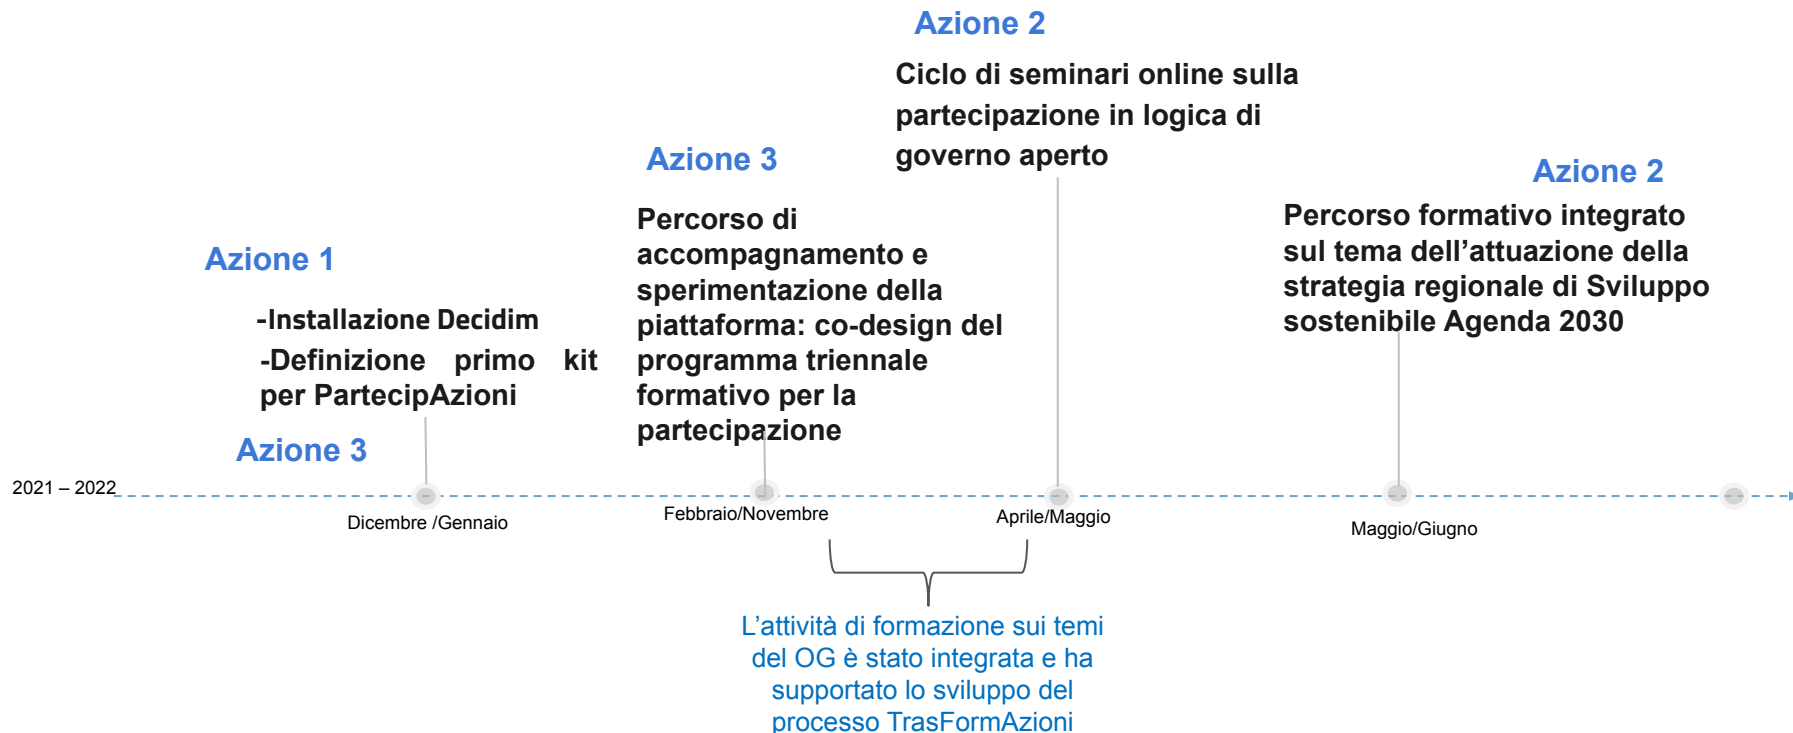 Azione 2
Ciclo di seminari online sulla
partecipazione in logica di
governo aperto
Azione 3
Percorso di
accompagnamento e
sperimentazione della
piattaforma: co-design del
programma triennale
formativo per la
partecipazione
Azione 2
Percorso formativo integrato
sul tema dell’attuazione della
strategia regionale di Sviluppo
sostenibile Agenda 2030
Azione 1
-Installazione Decidim
-Definizione primo kit
per PartecipAzioni
Azione 3
2021 – 2022
Dicembre /Gennaio
Febbraio/Novembre
Aprile/Maggio
Maggio/Giugno
L’attività di formazione sui temi
del OG è stato integrata e ha
supportato lo sviluppo del
processo TrasFormAzioni